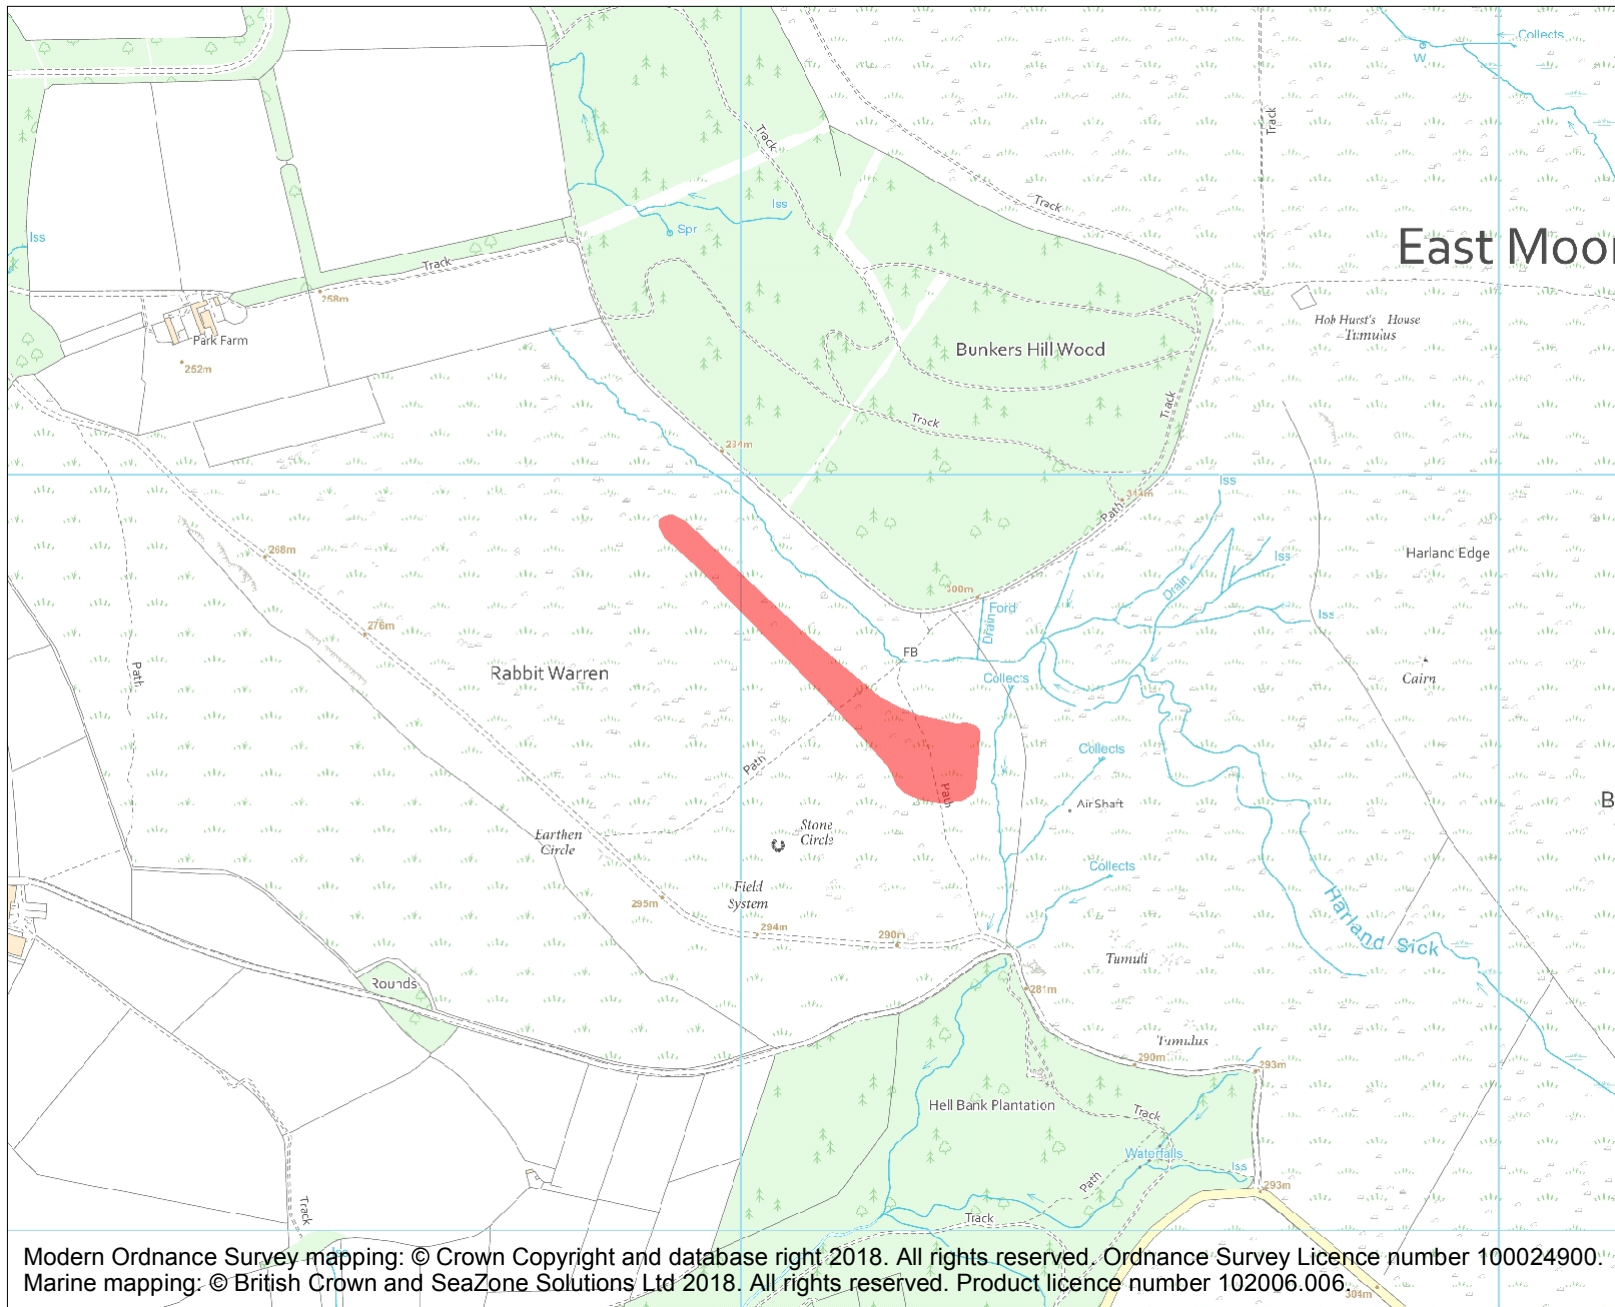 Collects
W
Track
Track
Iss
Track
Spr
Iss
Track
East Moor
258m
Park Farm
252m
Hob Hurst's House
Tumulus
Bunkers Hill Wood
Track
Track
284m
Iss
314m
Path
268m
Harland Edge
Iss
Drain
300m
Ford
Drain
Iss
276m
FB
Path
Rabbit Warren
Collects
Cairn
Collects
Path
Path
Air Shaft
B
Stone
Circle
Earthen
Circle
Collects
Field
System
295m
294m
290m
Harland Sick
Tumuli
Rounds
281m
Tumulus
290m
293m
Hell Bank Plantation
Track
Waterfalls
Iss
Path
293m
Track
Track
Iss
Modern Ordnance Survey mapping: © Crown Copyright and database right 2018. All rights reserved. Ordnance Survey Licence number 100024900.
Marine mapping: © British Crown and SeaZone Solutions Ltd 2018. All rights reserved. Product licence number 102006.006.
304m